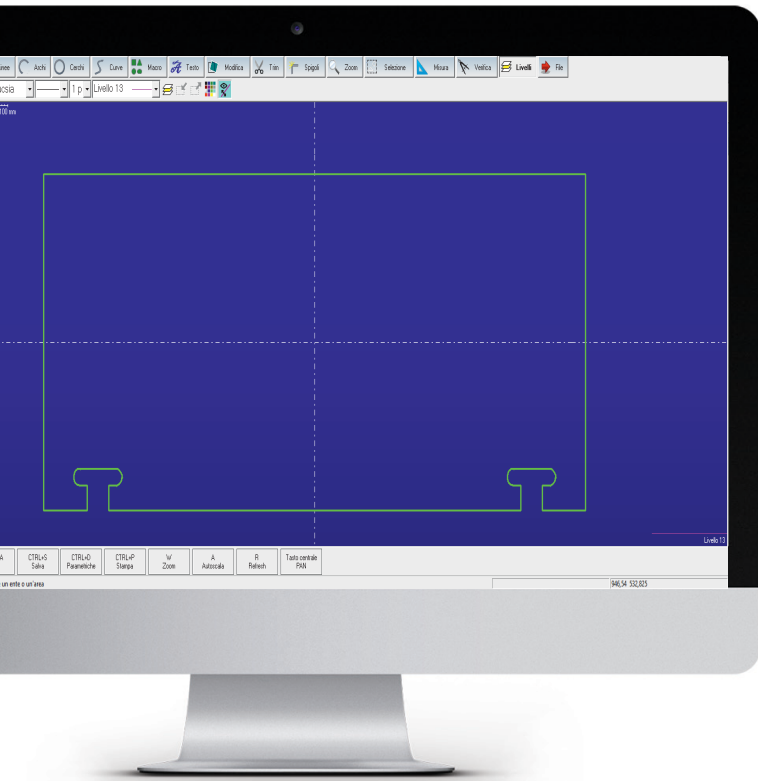 Archi Cerchi Curve Macro Testo Modifica Trim Spigoli Zoom Selezione Misura Verifica Livelli File
1 p Livello 13
100 mm
Livello 13
A CTRL+S CTRL+D CTRL+P W A R Tasto centrale
Salva Parametriche Stampa Zoom Autoscala Refresh PAN
un ente o un'area 946,54 532,825